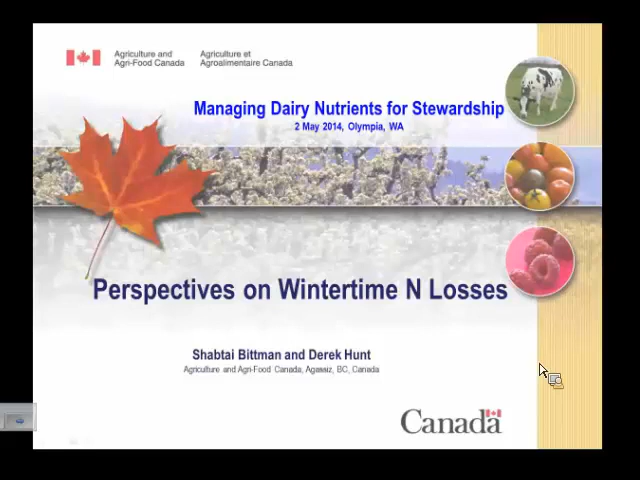 Agriculture and
Agri-Food Canada
Agriculture et
Agroalimentaire Canada
Managing Dairy Nutrients for Stewardship
2 May 2014, Olympia, WA
Perspectives on Wintertime N Losses
Shabtai Bittman and Derek Hunt
Agriculture and Agri-Food Canada, Agassiz, BC, Canada
Canada